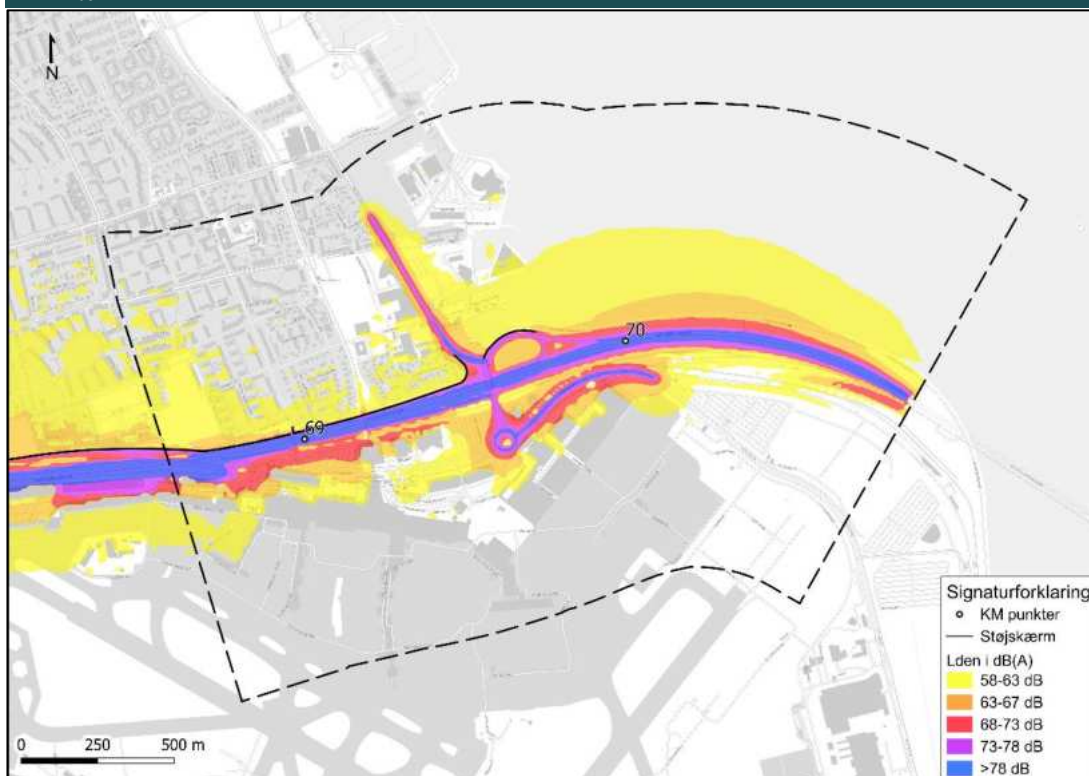 N
70
69
Signaturforklaring
KM punkter
Støjskærm
Lden i dB(A)
58-63 dB
63-67 dB
68-73 dB
73-78 dB
>78 dB
0 250 500 m